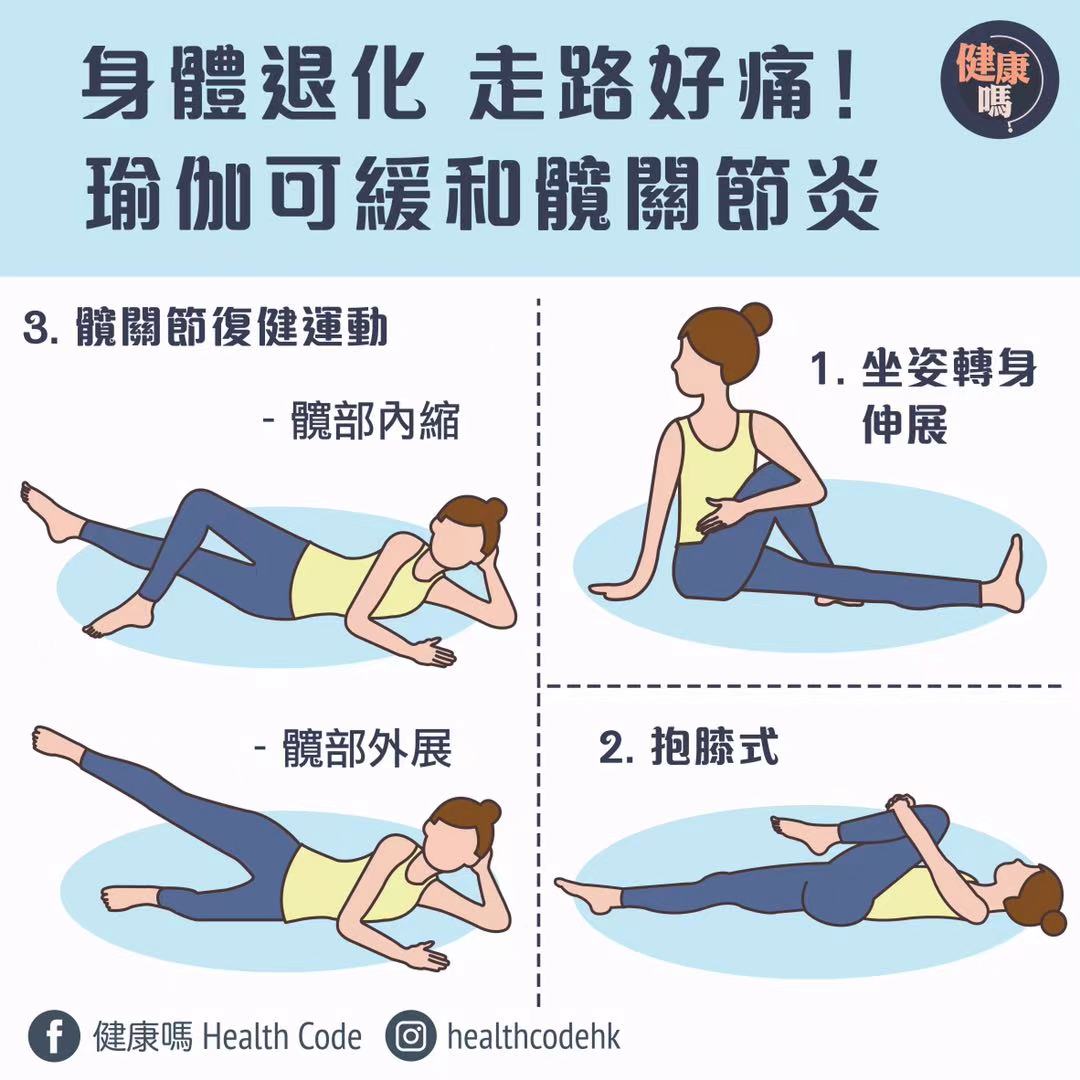 身體退化 走路好痛！
瑜伽可緩和髖關節炎
健康
嗎？
3. 髖關節復健運動
- 髖部內縮
- 髖部外展
1. 坐姿轉身
伸展
2. 抱膝式
健康嗎 Health Code
healthcodehk